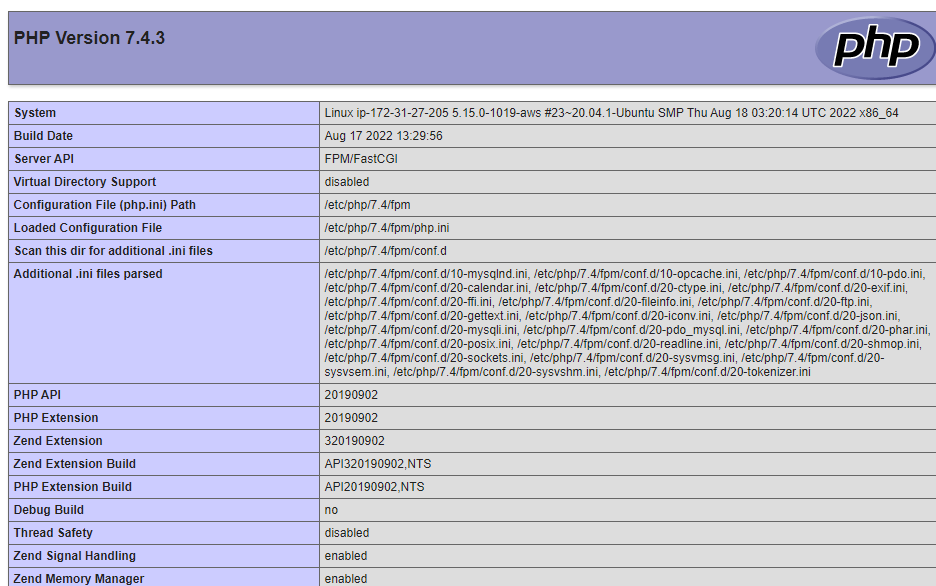 PHP Version 7.4.3
php
System Linux ip-172-31-27-205 5.15.0-1019-aws #23~20.04.1-Ubuntu SMP Thu Aug 18 03:20:14 UTC 2022 x86_64
Build Date Aug 17 2022 13:29:56
Server API FPM/FastCGI
Virtual Directory Support disabled
Configuration File (php.ini) Path /etc/php/7.4/fpm
Loaded Configuration File /etc/php/7.4/fpm/php.ini
Scan this dir for additional .ini files /etc/php/7.4/fpm/conf.d
Additional .ini files parsed /etc/php/7.4/fpm/conf.d/10-mysqlnd.ini, /etc/php/7.4/fpm/conf.d/10-opcache.ini, /etc/php/7.4/fpm/conf.d/10-pdo.ini,
/etc/php/7.4/fpm/conf.d/20-calendar.ini, /etc/php/7.4/fpm/conf.d/20-ctype.ini, /etc/php/7.4/fpm/conf.d/20-exif.ini,
/etc/php/7.4/fpm/conf.d/20-ffi.ini, /etc/php/7.4/fpm/conf.d/20-fileinfo.ini, /etc/php/7.4/fpm/conf.d/20-ftp.ini,
/etc/php/7.4/fpm/conf.d/20-gettext.ini, /etc/php/7.4/fpm/conf.d/20-iconv.ini, /etc/php/7.4/fpm/conf.d/20-json.ini,
/etc/php/7.4/fpm/conf.d/20-mysqli.ini, /etc/php/7.4/fpm/conf.d/20-pdo_mysql.ini, /etc/php/7.4/fpm/conf.d/20-phar.ini,
/etc/php/7.4/fpm/conf.d/20-posix.ini, /etc/php/7.4/fpm/conf.d/20-readline.ini, /etc/php/7.4/fpm/conf.d/20-shmop.ini,
/etc/php/7.4/fpm/conf.d/20-sockets.ini, /etc/php/7.4/fpm/conf.d/20-sysvmsg.ini, /etc/php/7.4/fpm/conf.d/20-
sysvsem.ini, /etc/php/7.4/fpm/conf.d/20-sysvshm.ini, /etc/php/7.4/fpm/conf.d/20-tokenizer.ini
PHP API 20190902
PHP Extension 20190902
Zend Extension 320190902
Zend Extension Build API320190902,NTS
PHP Extension Build API20190902,NTS
Debug Build no
Thread Safety disabled
Zend Signal Handling enabled
Zend Memory Manager enabled